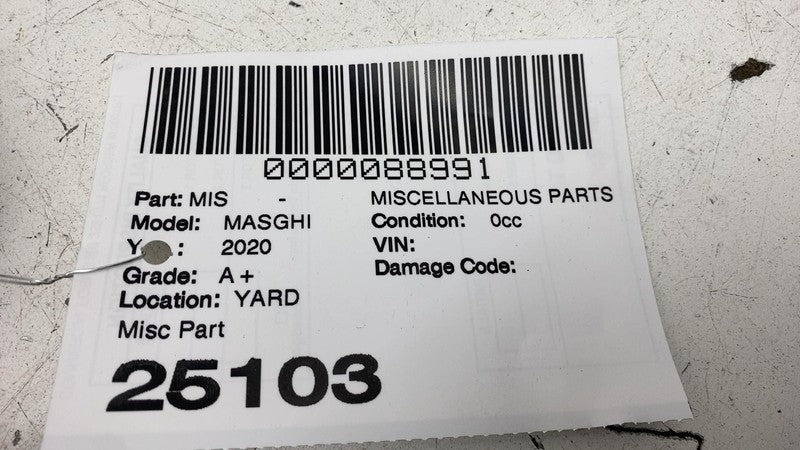 0000088991
Part: MIS - MISCELLANEOUS PARTS
Model: MASGHI Condition: 0cc
Y : 2020 VIN:
Grade: A+ Damage Code:
Location: YARD
Misc Part
25103